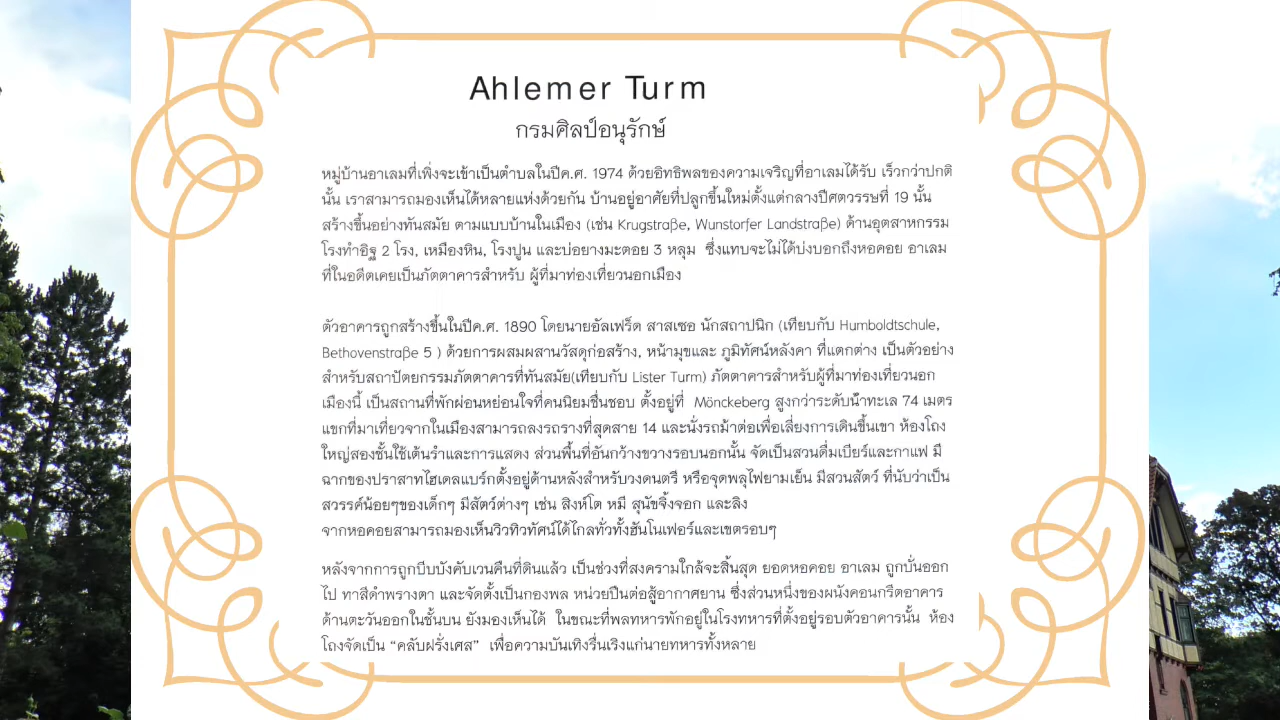 Ahlemer Turm
กรมศิลป์อนุรักษ์
หมู่บ้านอาเลมที่เพิ่งจะเข้าเป็นตำบลในปีค.ศ. 1974 ด้วยอิทธิพลของความเจริญที่อาเลมได้รับ เร็วกว่าปกติ
นั้น เราสามารถมองเห็นได้หลายแห่งด้วยกัน บ้านอยู่อาศัยที่ปลูกขึ้นใหม่ตั้งแต่กลางปีศตวรรษที่ 19 นั้น
สร้างขึ้นอย่างทันสมัย ตามแบบบ้านในเมือง (เช่น Krugstraße, Wunstorfer Landstraße) ด้านอุตสาหกรรม
โรงทำอิฐ 2 โรง, เหมืองหิน, โรงปูน และบ่อยางมะตอย 3 หลุม ซึ่งแทบจะไม่ได้บ่งบอกถึงหอคอย อาเลม
ที่ในอดีตเคยเป็นภัตตาคารสำหรับ ผู้ที่มาท่องเที่ยวนอกเมือง
ตัวอาคารถูกสร้างขึ้นในปีค.ศ. 1890 โดยนายอัลเฟร็ด สาสเซอ นักสถาปนิก (เทียบกับ Humboldtschule,
Bethovenstraße 5 ) ด้วยการผสมผสานวัสดุก่อสร้าง, หน้ามุขและ ภูมิทัศน์หลังคา ที่แตกต่าง เป็นตัวอย่าง
สำหรับสถาปัตยกรรมภัตตาคารที่ทันสมัย(เทียบกับ Lister Turm) ภัตตาคารสำหรับผู้ที่มาท่องเที่ยวนอก
เมืองนี้ เป็นสถานที่พักผ่อนหย่อนใจที่คนนิยมชื่นชอบ ตั้งอยู่ที่ Mönckeberg สูงกว่าระดับน้ำทะเล 74 เมตร
แขกที่มาเที่ยวจากในเมืองสามารถลงรถรางที่สุดสาย 14 และนั่งรถม้าต่อเพื่อเลี่ยงการเดินขึ้นเขา ห้องโถง
ใหญ่สองชั้นใช้เต้นรำและการแสดง ส่วนพื้นที่อันกว้างขวางรอบนอกนั้น จัดเป็นสวนดื่มเบียร์และกาแฟ มี
ฉากของปราสาทไฮเดลแบร์กตั้งอยู่ด้านหลังสำหรับวงดนตรี หรือจุดพลุไฟยามเย็น มีสวนสัตว์ ที่นับว่าเป็น
สวรรค์น้อยๆของเด็กๆ มีสัตว์ต่างๆ เช่น สิงห์โต หมี สุนัขจิ้งจอก และลิง
จากหอคอยสามารถมองเห็นวิวทิวทัศน์ได้ไกลทั่วทั้งฮันโนเฟอร์และเขตรอบๆ
หลังจากการถูกบีบบังคับเวนคืนที่ดินแล้ว เป็นช่วงที่สงครามใกล้จะสิ้นสุด ยอดหอคอย อาเลม ถูกบั่นออก
ไป ทาสีดำพรางตา และจัดตั้งเป็นกองพล หน่วยปืนต่อสู้อากาศยาน ซึ่งส่วนหนึ่งของผนังคอนกรีตอาคาร
ด้านตะวันออกในชั้นบน ยังมองเห็นได้ ในขณะที่พลทหารพักอยู่ในโรงทหารที่ตั้งอยู่รอบตัวอาคารนั้น ห้อง
โถงจัดเป็น “คลับฝรั่งเศส” เพื่อความบันเทิงรื่นเริงแก่นายทหารทั้งหลาย